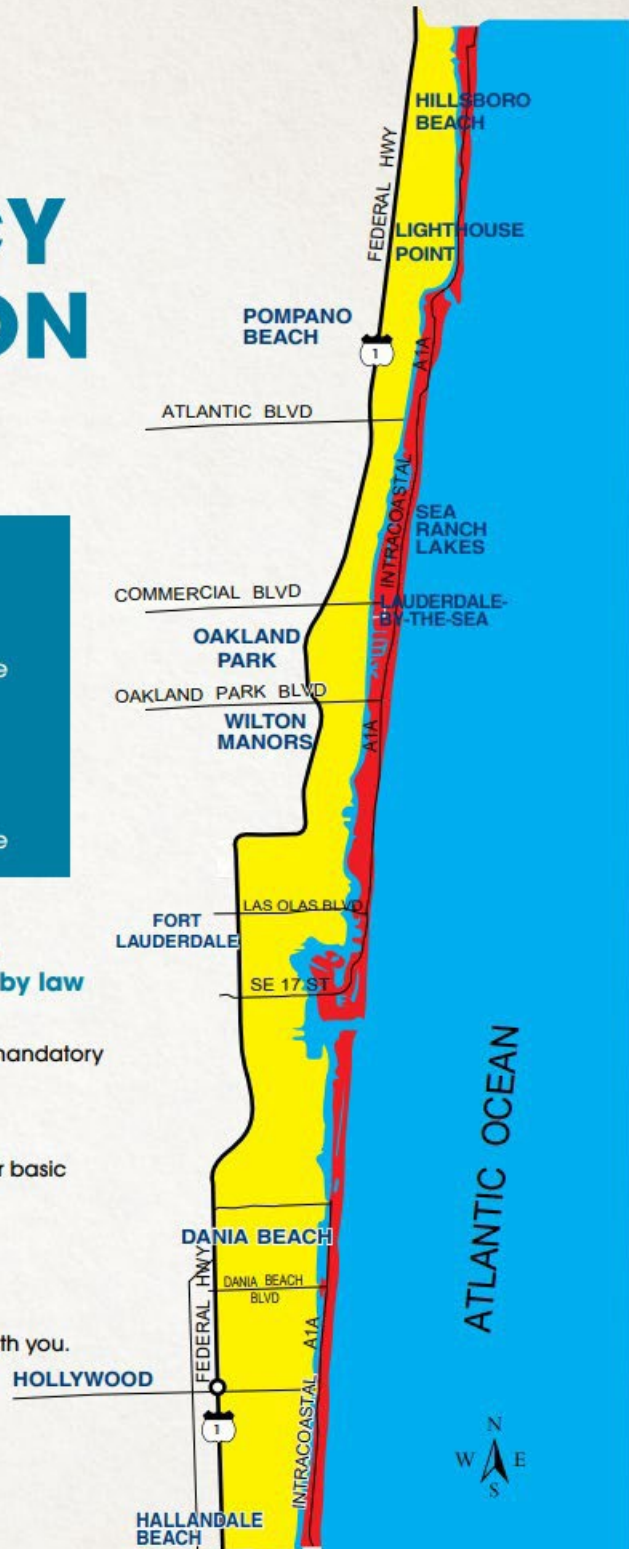 CY
ON
e
e
by law
mandatory
r basic
th you.
HILLSBORO
BEACH
FEDERAL HWY
LIGHTHOUSE
POINT
POMPANO
BEACH
1
A1A
ATLANTIC BLVD
INTRACOASTAL
SEA
RANCH
LAKES
COMMERCIAL BLVD
LAUDERDALE-
BY-THE-SEA
OAKLAND
PARK
OAKLAND PARK BLVD
WILTON
MANORS
A1A
LAS OLAS BLVD
FORT
LAUDERDALE
SE 17 ST
ATLANTIC OCEAN
DANIA BEACH
FEDERAL HWY
DANIA BEACH
BLVD
A1A
HOLLYWOOD
1
INTRACOASTAL
N
W E
S
HALLANDALE
BEACH